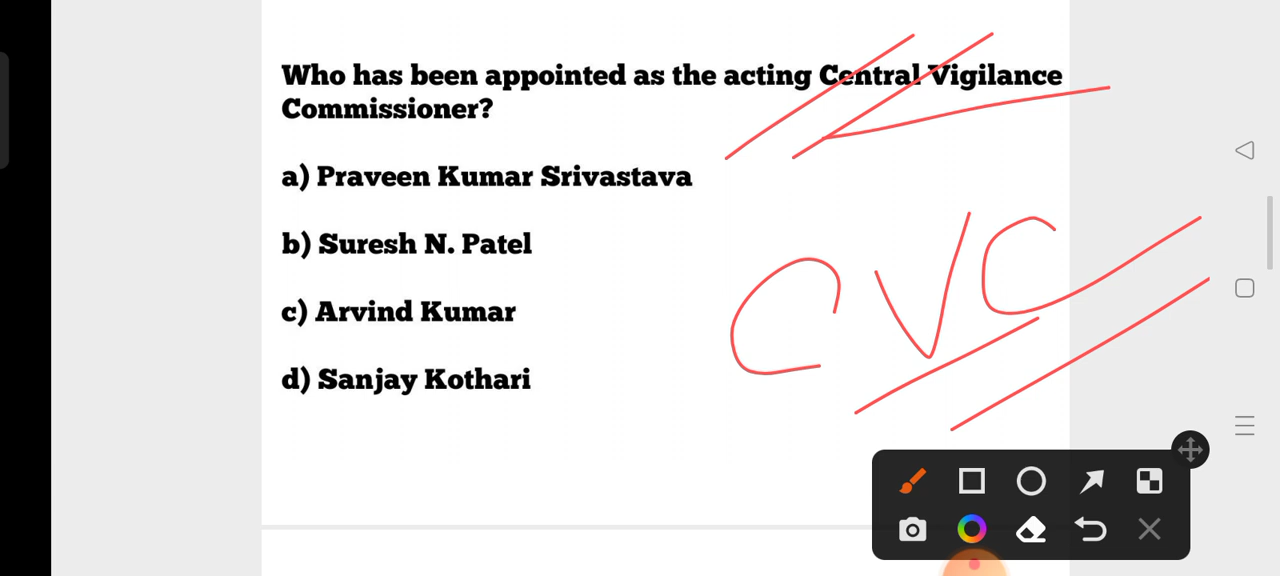 Who has been appointed as the acting Central Vigilance
Commissioner?
a) Praveen Kumar Srivastava
b) Suresh N. Patel
CVC
c) Arvind Kumar
d) Sanjay Kothari